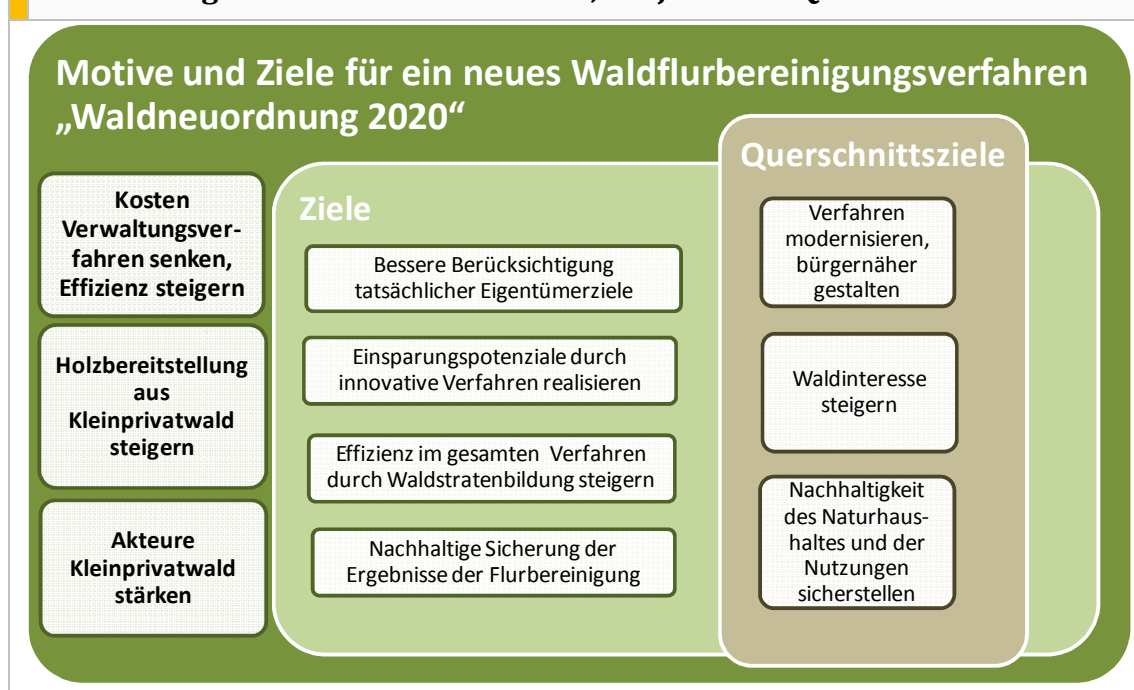 Motive und Ziele für ein neues Waldflurbereinigungsverfahren
„Waldneuordnung 2020“
Kosten
Verwaltungsver-
fahren senken,
Effizienz steigern
Holzbereitstellung
aus
Kleinprivatwald
steigern
Akteure
Kleinprivatwald
stärken
Ziele
Bessere Berücksichtigung
tatsächlicher Eigentümerziele
Einsparungspotenziale durch
innovative Verfahren realisieren
Effizienz im gesamten Verfahren
durch Waldstratenbildung steigern
Nachhaltige Sicherung der
Ergebnisse der Flurbereinigung
Querschnittsziele
Verfahren
modernisieren,
bürgernäher
gestalten
Waldinteresse
steigern
Nachhaltigkeit
des Naturhaus-
haltes und der
Nutzungen
sicherstellen